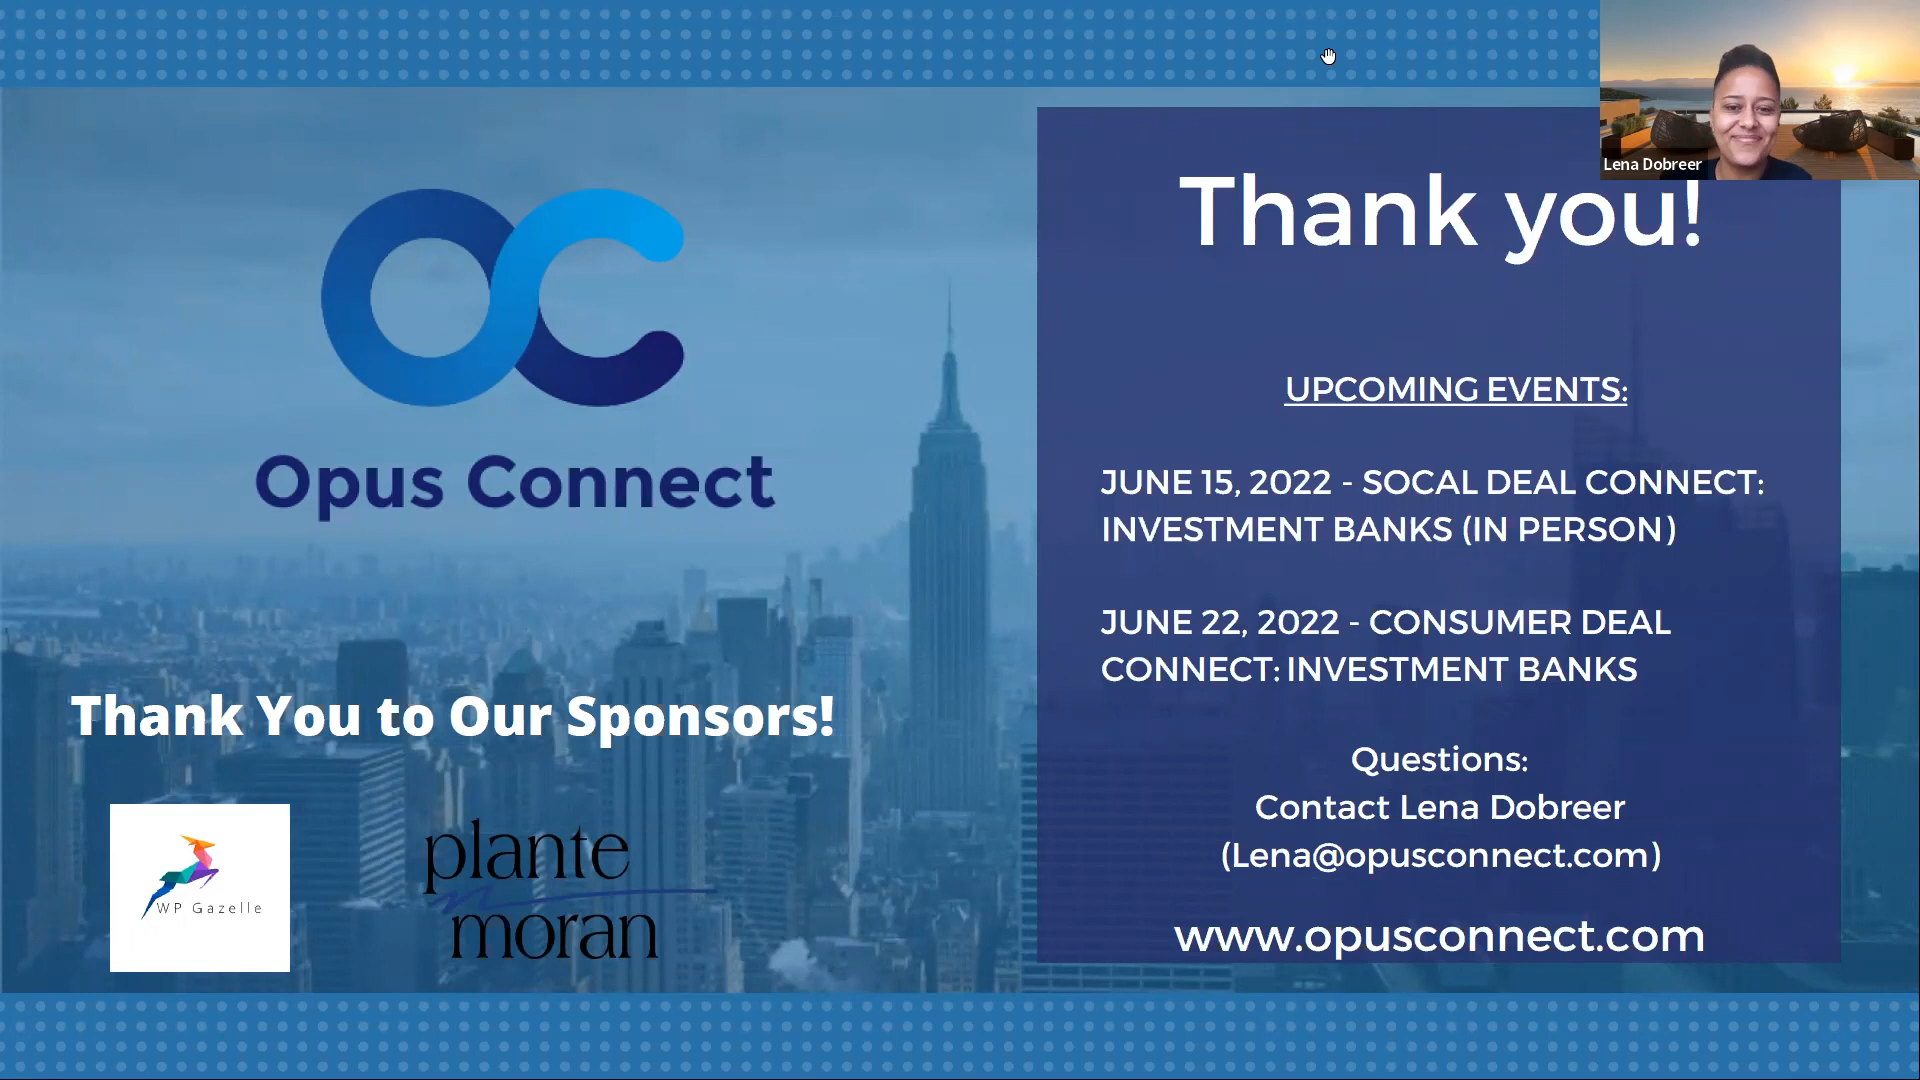 Opus Connect
Thank You to Our Sponsors!
WP Gazelle
plante
moran
Lena Dobreer
Thank you!
UPCOMING EVENTS:
JUNE 15, 2022 - SOCAL DEAL CONNECT:
INVESTMENT BANKS (IN PERSON)
JUNE 22, 2022 - CONSUMER DEAL
CONNECT: INVESTMENT BANKS
Questions:
Contact Lena Dobreer
(Lena@opusconnect.com)
www.opusconnect.com